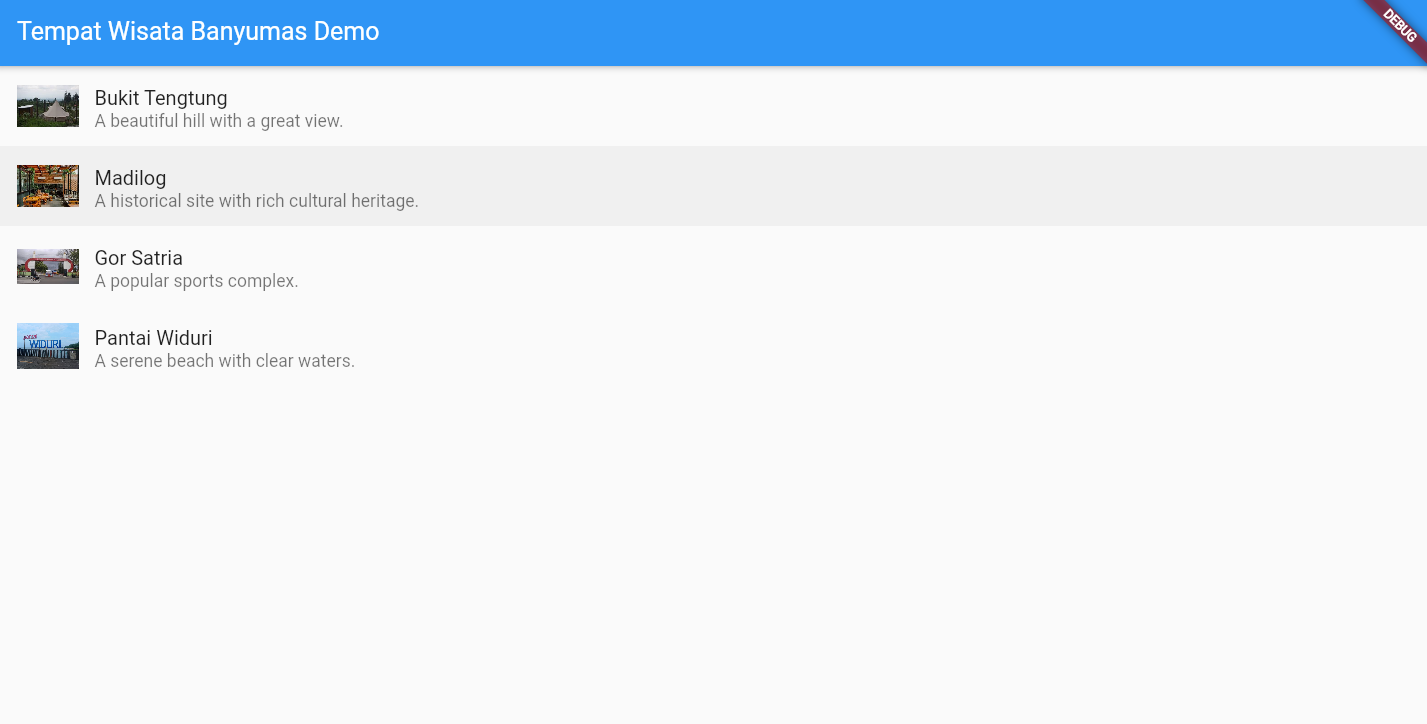 Tempat Wisata Banyumas Demo
DEBUG
Bukit Tengtung
A beautiful hill with a great view.
Madilog
A historical site with rich cultural heritage.
Gor Satria
A popular sports complex.
WIDURI
Pantai Widuri
A serene beach with clear waters.